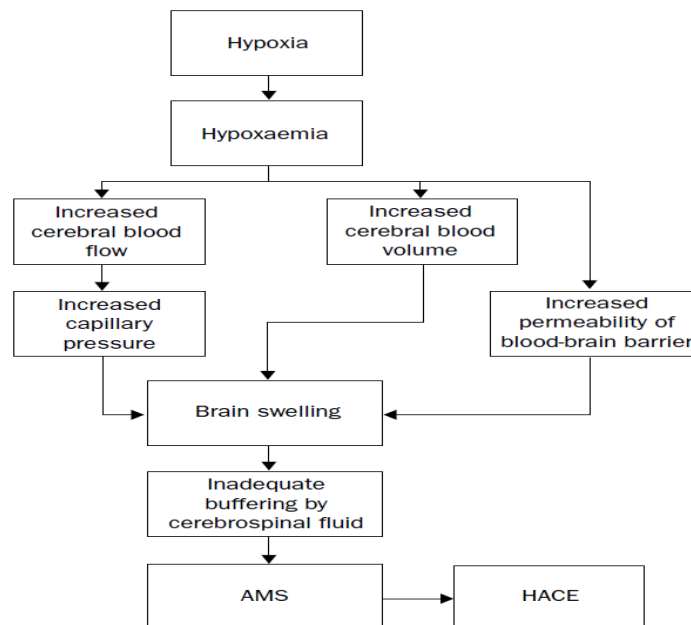 Hypoxia
Hypoxaemia
Increased
cerebral blood
flow
Increased
cerebral blood
volume
Increased
capillary
pressure
Increased
permeability of
blood-brain barrier
Brain swelling
Inadequate
buffering by
cerebrospinal fluid
AMS
HACE